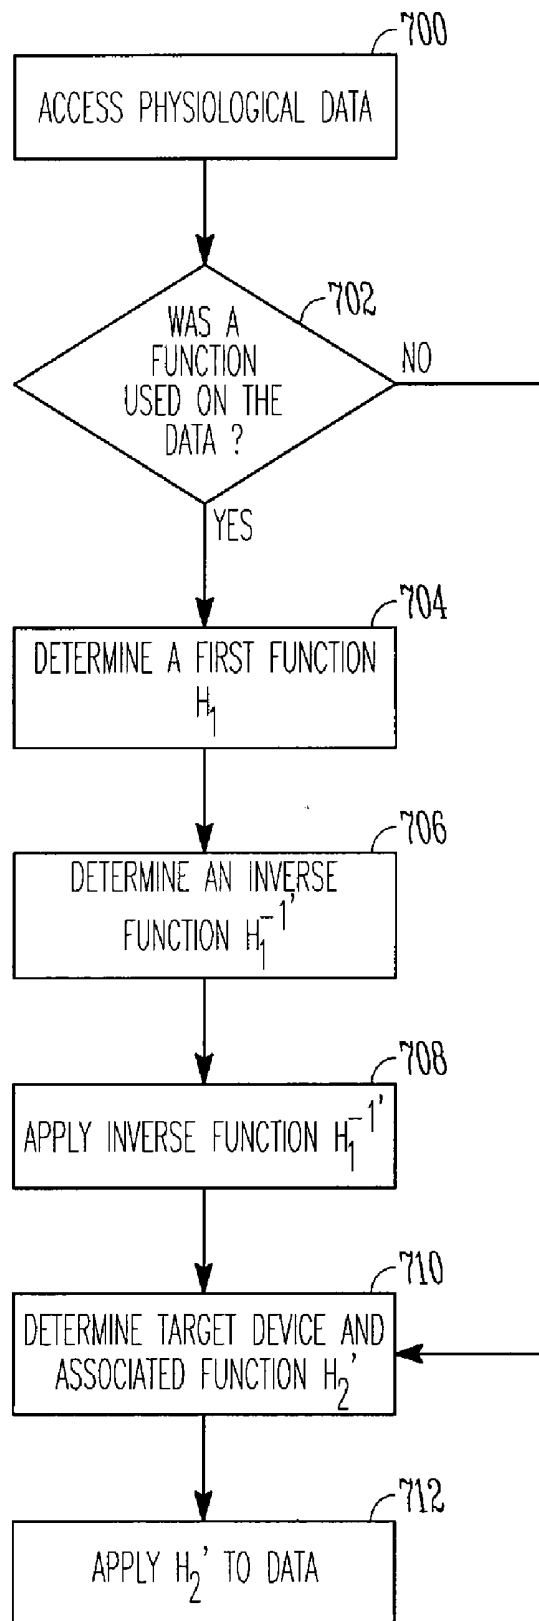 700
ACCESS PHYSIOLOGICAL DATA
702
WAS A
FUNCTION
USED ON THE
DATA ?
NO
YES
704
DETERMINE A FIRST FUNCTION
H₁
706
DETERMINE AN INVERSE
FUNCTION H₁⁻¹'
708
APPLY INVERSE FUNCTION H₁⁻¹'
710
DETERMINE TARGET DEVICE AND
ASSOCIATED FUNCTION H₂'
712
APPLY H₂' TO DATA